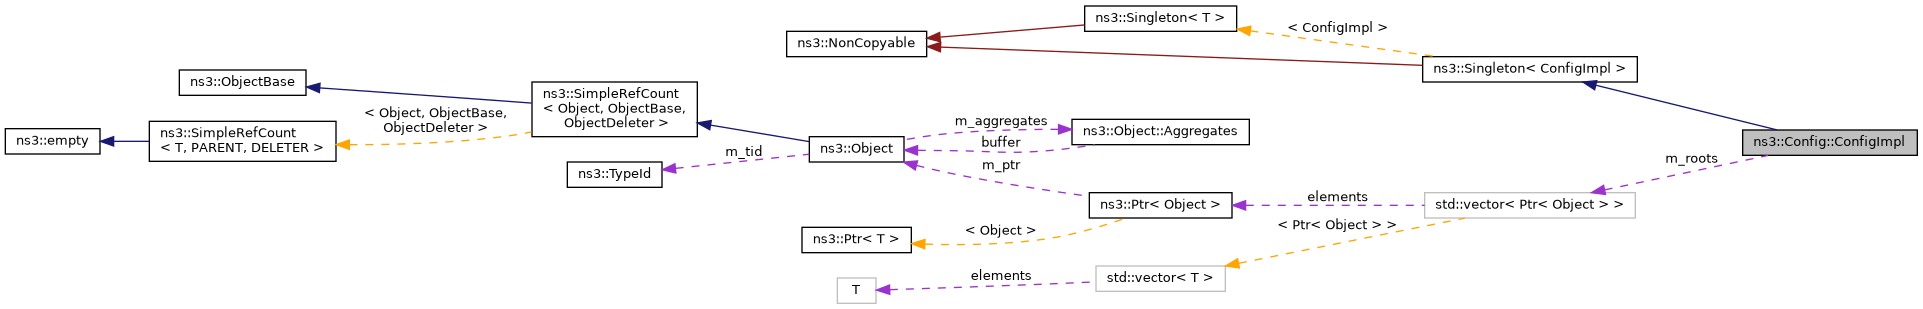 ns3::Singleton< T >
< ConfigImpl >
ns3::NonCopyable
ns3::Singleton< ConfigImpl >
ns3::ObjectBase
ns3::SimpleRefCount
< Object, ObjectBase,
ObjectDeleter >
< Object, ObjectBase,
ObjectDeleter >
ns3::SimpleRefCount
< T, PARENT, DELETER >
ns3::empty
m_aggregates
ns3::Object::Aggregates
buffer
ns3::Object
m_ptr
m_tid
ns3::TypeId
ns3::Config::ConfigImpl
m_roots
elements
ns3::Ptr< Object >
std::vector< Ptr< Object > >
< Ptr< Object > >
< Object >
ns3::Ptr< T >
elements
std::vector< T >
T